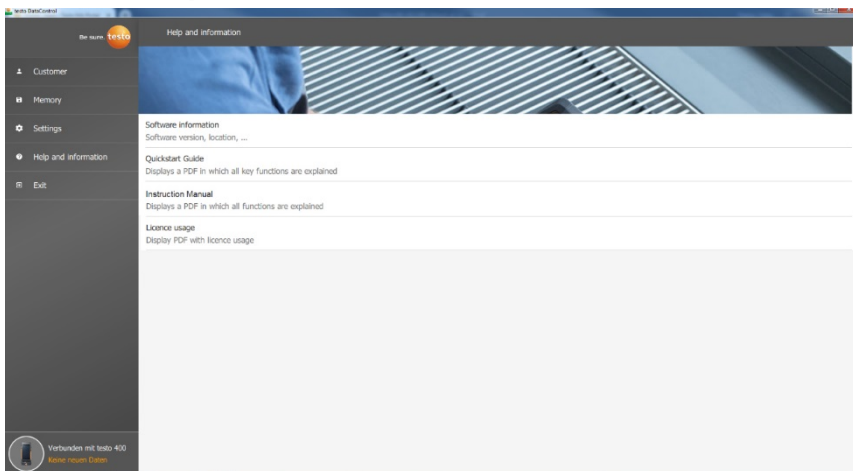 testo DataControl
Be sure. testo
Help and information
Customer
Memory
Settings
Help and information
Exit
Software information
Software version, location, ...
Quickstart Guide
Displays a PDF in which all key functions are explained
Instruction Manual
Displays a PDF in which all functions are explained
Licence usage
Display PDF with licence usage
Verbunden mit testo 400
Keine neuen Daten